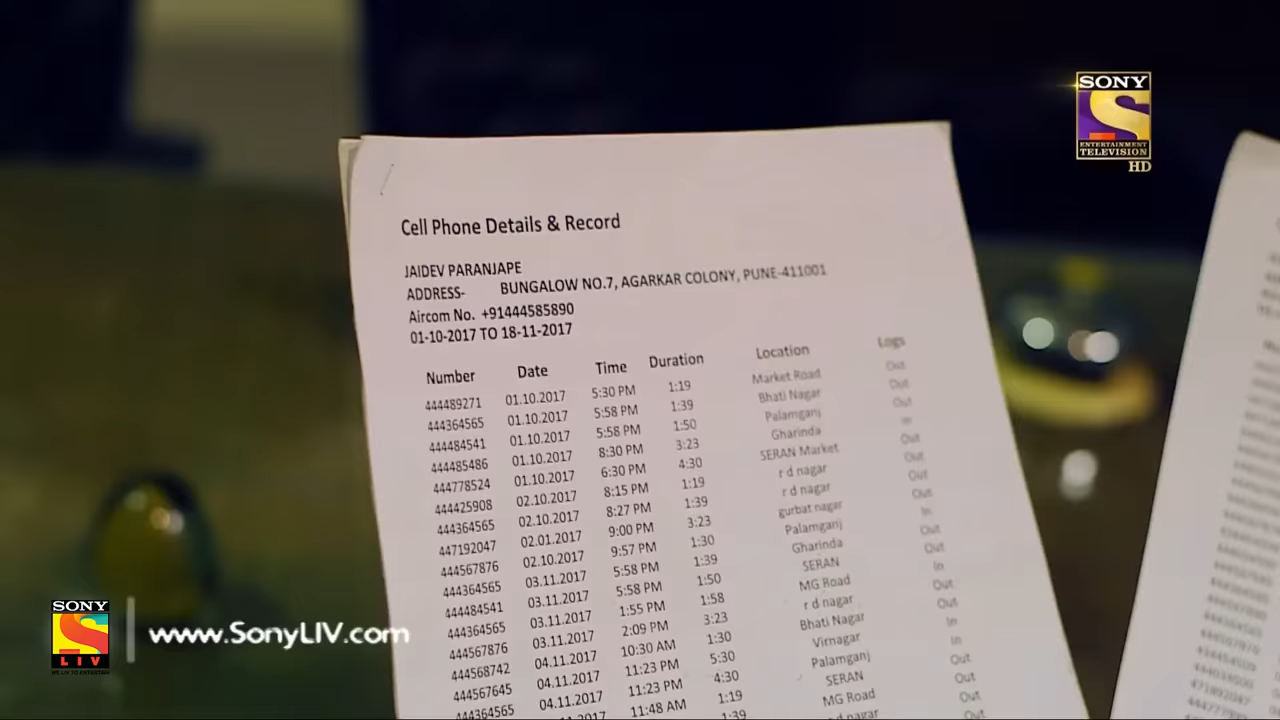 SONY
ENTERTAINMENT
TELEVISION
HD
Cell Phone Details & Record
JAIDEV PARANJAPE
ADDRESS- BUNGALOW NO.7, AGARKAR COLONY, PUNE-411001
Aircom No. +91444585890
01-10-2017 TO 18-11-2017
Number Date Time Duration Location Logs
444489271 01.10.2017 5:30 PM 1:19 Market Road Out
444364565 01.10.2017 5:58 PM 1:39 Bhati Nagar Out
444484541 01.10.2017 5:58 PM 1:50 Palamganj Out
444485486 01.10.2017 8:30 PM 3:23 Gharinda In
444778524 01.10.2017 6:30 PM 4:30 SERAN Market Out
444425908 02.10.2017 8:15 PM 1:19 r d nagar Out
444364565 02.10.2017 8:27 PM 1:39 r d nagar Out
447192047 02.01.2017 9:00 PM 3:23 gurbat nagar Out
444567876 02.10.2017 9:57 PM 1:30 Palamganj In
444364565 03.11.2017 5:58 PM 1:39 Gharinda Out
444484541 03.11.2017 5:58 PM 1:50 SERAN Out
444364565 03.11.2017 1:55 PM 1:58 MG Road In
444567876 03.11.2017 2:09 PM 3:23 r d nagar Out
444568742 04.11.2017 10:30 AM 1:30 Bhati Nagar Out
444567645 04.11.2017 11:23 PM 5:30 Virnagar In
444364565 04.11.2017 11:23 PM 4:30 Palamganj In
11:48 AM 1:19 SERAN Out
1:39 MG Road Out
SONY
LIV
www.SonyLIV.com